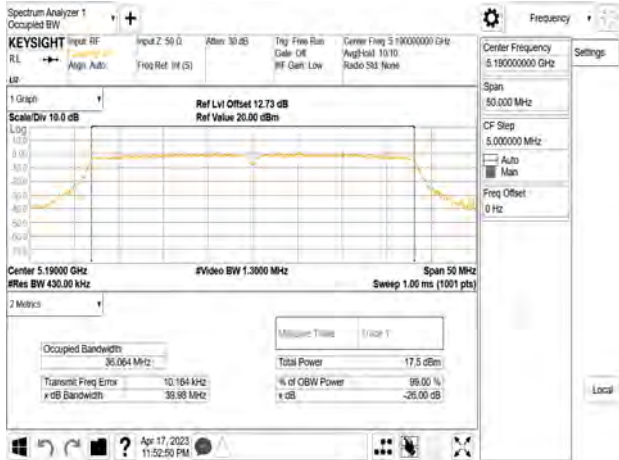 Spectrum Analyzer 1
Occupied BW
Frequency
KEYSIGHT
Input: RF
Input Z: 50 Ω
Atten: 30 dB
Trig: Free Run
Center Freq: 5.190000000 GHz
Gate: Off
Avg|Hold: 10/10
RL
Align: Auto
Freq Ref: Int (S)
#IF Gain: Low
Radio Std: None
1 Graph
Ref Lvl Offset 12.73 dB
Scale/Div 10.0 dB
Ref Value 20.00 dBm
Log
Center 5.19000 GHz
#Video BW 1.3000 MHz
Span 50 MHz
#Res BW 430.00 kHz
Sweep 1.00 ms (1001 pts)
2 Metrics
Measure Trace
Trace 1
Occupied Bandwidth
36.064 MHz
Total Power
17.5 dBm
Transmit Freq Error
10.164 kHz
% of OBW Power
99.00 %
x dB Bandwidth
39.98 MHz
x dB
-26.00 dB
Apr 17, 2023
11:52:50 PM
Center Frequency
5.190000000 GHz
Settings
Span
50.000 MHz
CF Step
5.000000 MHz
Auto
Man
Freq Offset
0 Hz
Local